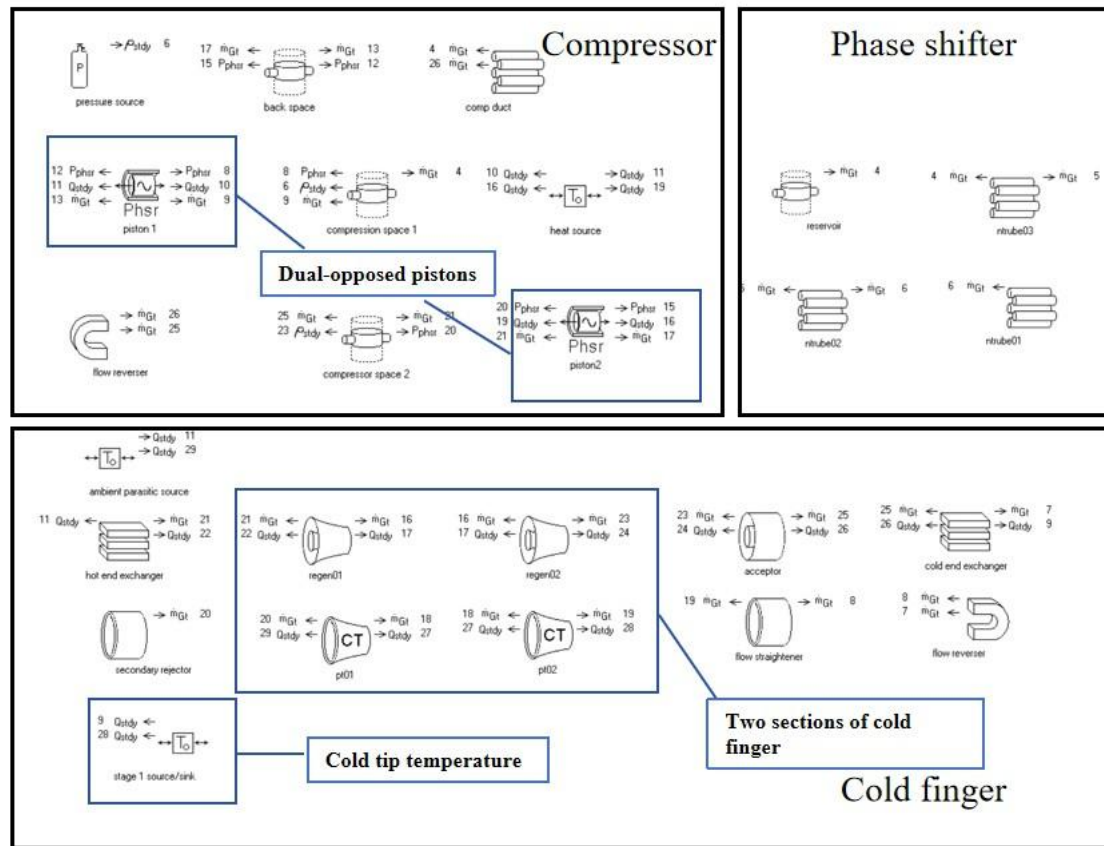 Compressor
→ ρstdy 6
P
pressure source
17 ṁGt ← → ṁGt 13
15 Pphsr ← → Pphsr 12
back space
4 ṁGt ←
26 ṁGt ←
comp duct
12 Pphsr ← → Pphsr 8
11 Qstdy ← → Qstdy 10
13 ṁGt ← → ṁGt 9
Phsr
piston 1
8 Pphsr ← → ṁGt 4
6 ρstdy ←
9 ṁGt ←
compression space 1
10 Qstdy ← → Qstdy 11
16 Qstdy ← → Qstdy 19
To
heat source
Dual-opposed pistons
→ ṁGt 26
→ ṁGt 25
flow reverser
25 ṁGt ← → ṁGt 21
23 ρstdy ← → Pphsr 20
compressor space 2
20 Pphsr ← → Pphsr 15
19 Qstdy ← → Qstdy 16
21 ṁGt ← → ṁGt 17
Phsr
piston2
Phase shifter
→ ṁGt 4
reservoir
4 ṁGt ← → ṁGt 5
ntrube03
ṁGt ← → ṁGt 6
ntrube02
6 ṁGt ←
ntrube01
→ Qstdy 11
→ Qstdy 29
To
ambient parasitic source
11 Qstdy ← → ṁGt 21
→ Qstdy 22
hot end exchanger
21 ṁGt ← → ṁGt 16
22 Qstdy ← → Qstdy 17
regen01
16 ṁGt ← → ṁGt 23
17 Qstdy ← → Qstdy 24
regen02
23 ṁGt ← → ṁGt 25
24 Qstdy ← → Qstdy 26
acceptor
25 ṁGt ← → ṁGt 7
26 Qstdy ← → Qstdy 9
cold end exchanger
→ ṁGt 20
secondary rejector
20 ṁGt ← → ṁGt 18
29 Qstdy ← → Qstdy 27
CT
pt01
18 ṁGt ← → ṁGt 19
27 Qstdy ← → Qstdy 28
CT
pt02
19 ṁGt ← → ṁGt 8
flow straightener
8 ṁGt ←
7 ṁGt ←
flow reverser
9 Qstdy ←
28 Qstdy ←
To
stage 1 source/sink
Cold tip temperature
Two sections of cold
finger
Cold finger